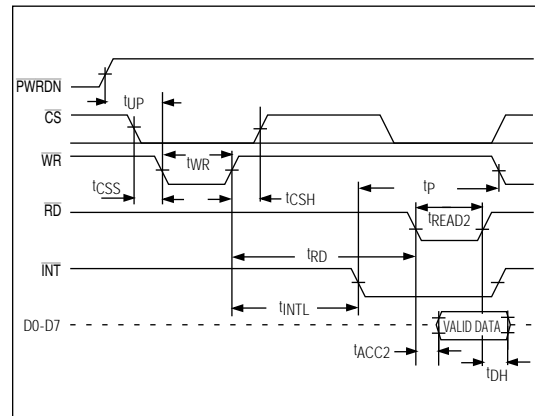 PWRDN
tUP
CS
tWR
WR
tCSS
tCSH
tP
RD
tREAD2
tRD
INT
tINTL
D0-D7
VALID DATA
tACC2
tDH